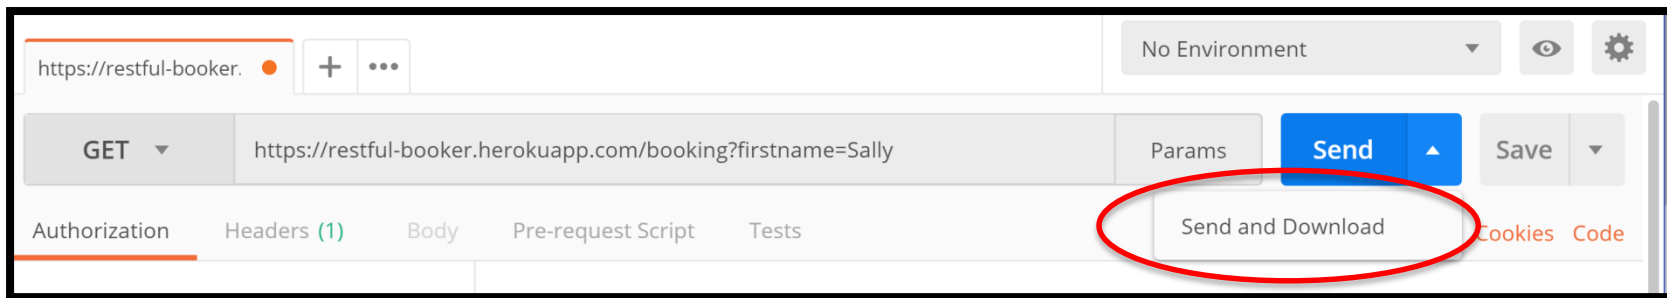 https://restful-booker.
No Environment
GET
https://restful-booker.herokuapp.com/booking?firstname=Sally
Params
Send
Save
Authorization
Headers (1)
Body
Pre-request Script
Tests
Send and Download
Cookies
Code